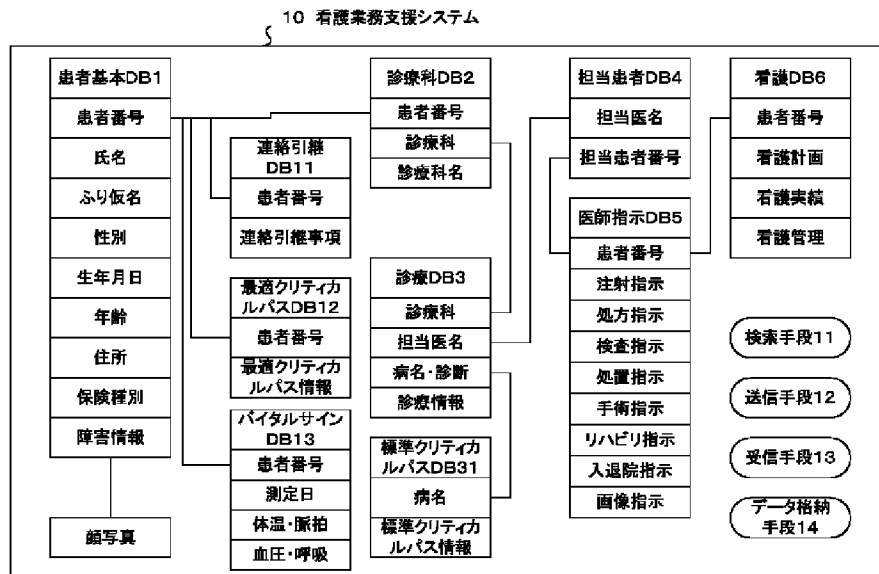 10 看護業務支援システム
患者基本DB1
患者番号
氏名
ふり仮名
性別
生年月日
年齢
住所
保険種別
障害情報
顔写真
連絡引継
DB11
患者番号
連絡引継事項
最適クリティカ
ルパスDB12
患者番号
最適クリティカ
ルパス情報
バイタルサイン
DB13
患者番号
測定日
体温・脈拍
血圧・呼吸
診療科DB2
患者番号
診療科
診療科名
診療DB3
診療科
担当医名
病名・診断
診療情報
標準クリティカ
ルパスDB31
病名
標準クリティカ
ルパス情報
担当患者DB4
担当医名
担当患者番号
医師指示DB5
患者番号
注射指示
処方指示
検査指示
処置指示
手術指示
リハビリ指示
入退院指示
画像指示
看護DB6
患者番号
看護計画
看護実績
看護管理
検索手段11
送信手段12
受信手段13
データ格納
手段14